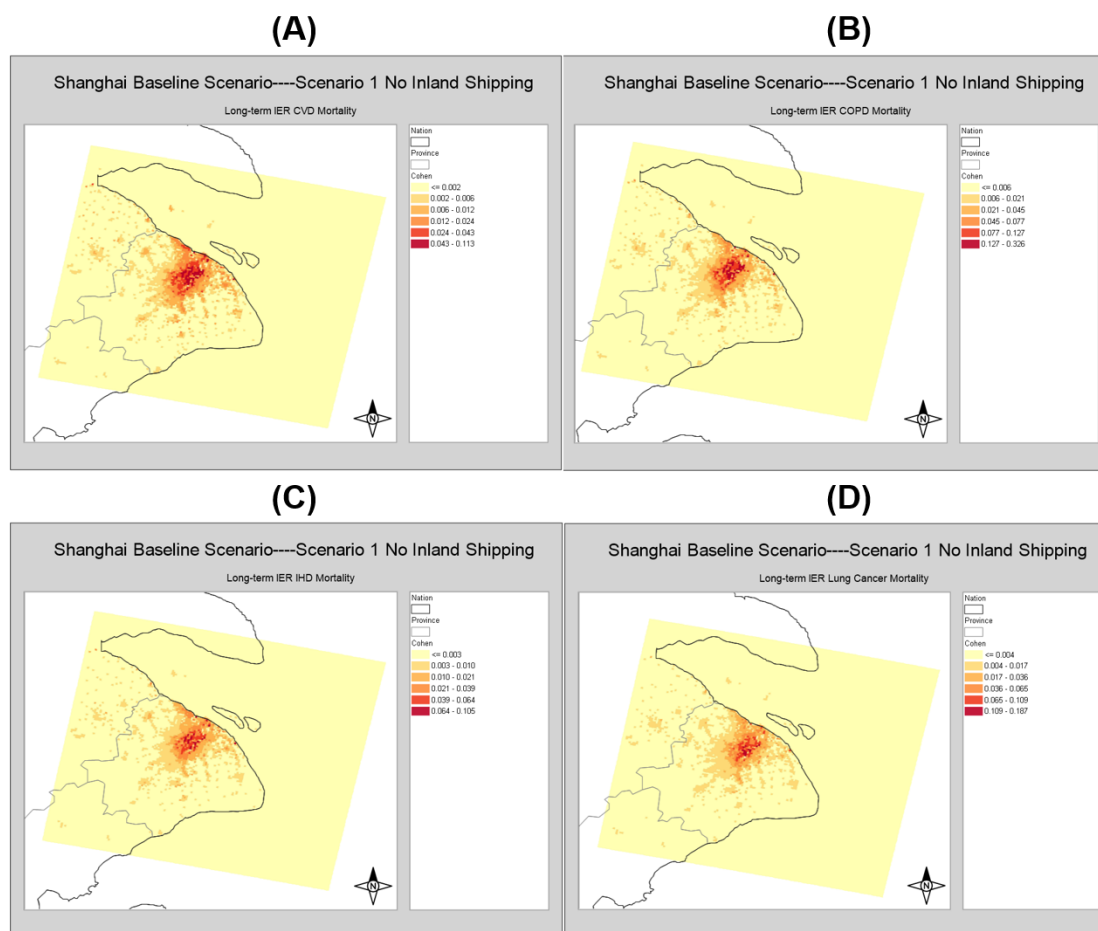 (A)
Shanghai Baseline Scenario----Scenario 1 No Inland Shipping
Long-term IER CVD Mortality
Nation
Province
Cohen
<= 0.002
0.002 - 0.006
0.006 - 0.012
0.012 - 0.024
0.024 - 0.043
0.043 - 0.113
N
(B)
Shanghai Baseline Scenario----Scenario 1 No Inland Shipping
Long-term IER COPD Mortality
Nation
Province
Cohen
<= 0.006
0.006 - 0.021
0.021 - 0.045
0.045 - 0.077
0.077 - 0.127
0.127 - 0.326
N
(C)
Shanghai Baseline Scenario----Scenario 1 No Inland Shipping
Long-term IER IHD Mortality
Nation
Province
Cohen
<= 0.003
0.003 - 0.010
0.010 - 0.021
0.021 - 0.039
0.039 - 0.064
0.064 - 0.105
N
(D)
Shanghai Baseline Scenario----Scenario 1 No Inland Shipping
Long-term IER Lung Cancer Mortality
Nation
Province
Cohen
<= 0.004
0.004 - 0.017
0.017 - 0.036
0.036 - 0.065
0.065 - 0.109
0.109 - 0.187
N